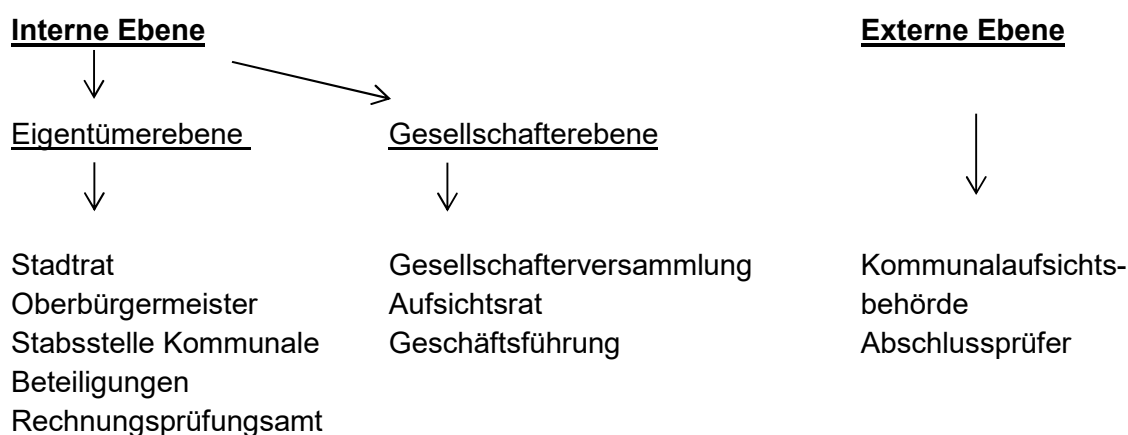 Interne Ebene
Externe Ebene
Eigentümerebene
Gesellschafterebene
Stadtrat
Oberbürgermeister
Stabsstelle Kommunale
Beteiligungen
Rechnungsprüfungsamt
Gesellschafterversammlung
Aufsichtsrat
Geschäftsführung
Kommunalaufsichts-
behörde
Abschlussprüfer